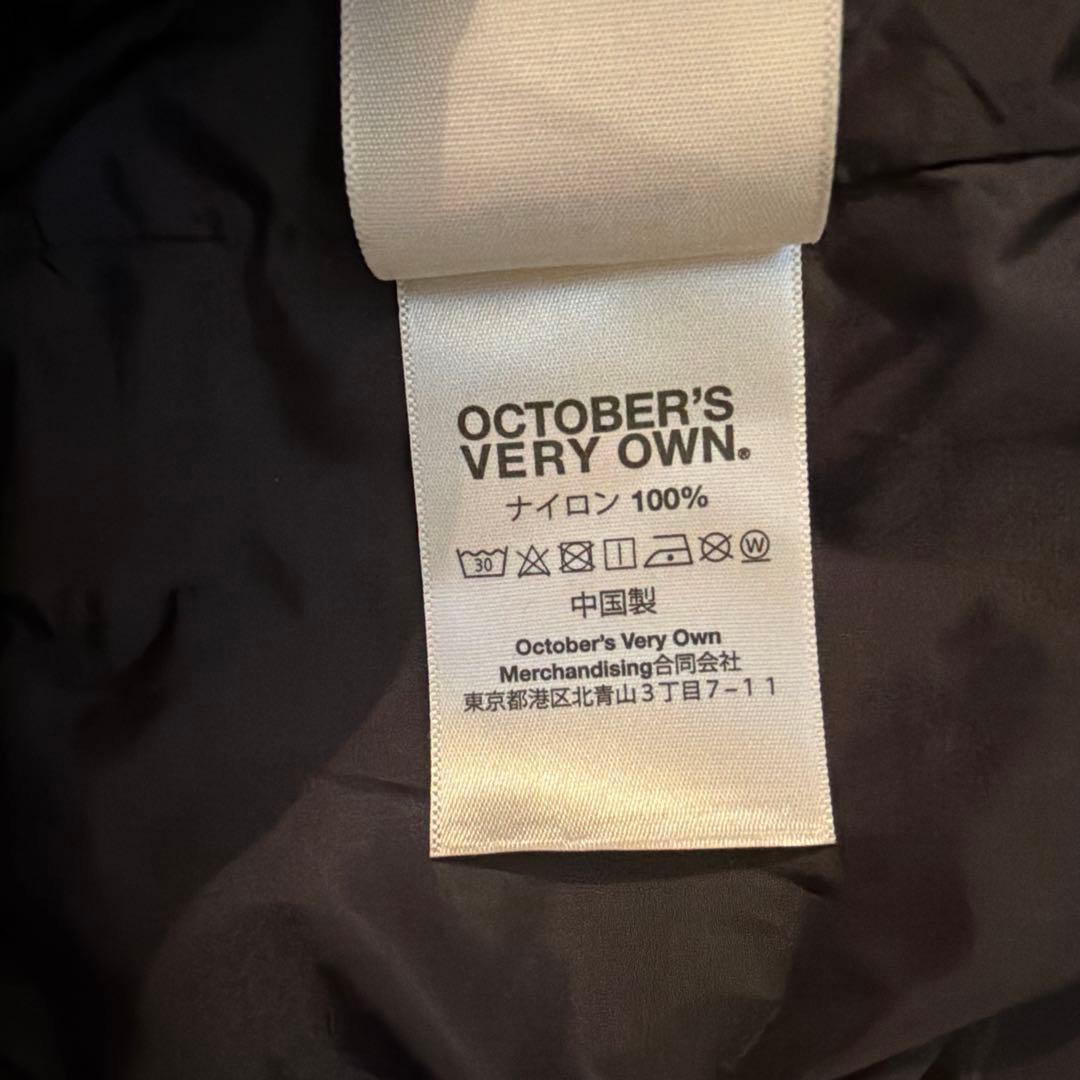 OCTOBER'S
VERY OWN.®
ナイロン 100%
30 W
中国製
October's Very Own
Merchandising合同会社
東京都港区北青山3丁目7−11